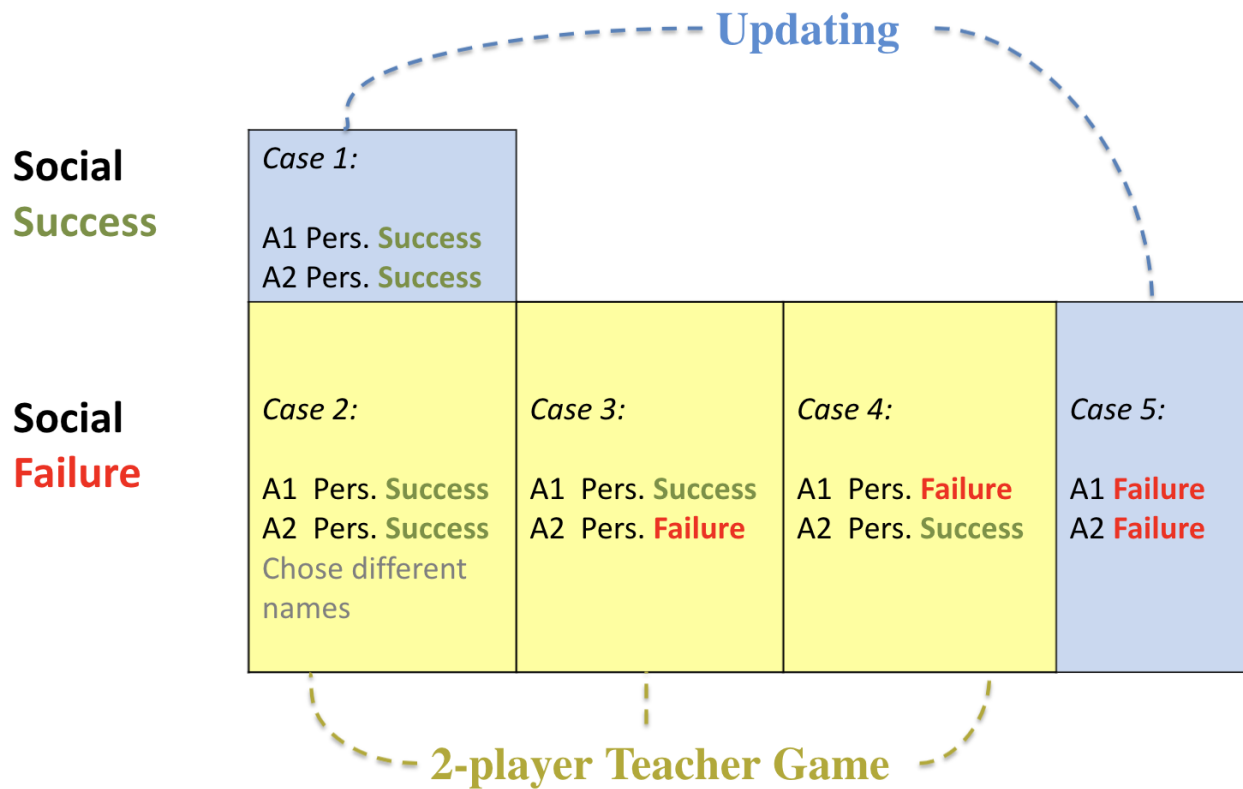 Updating
Social
Success
Case 1:
A1 Pers. Success
A2 Pers. Success
Social
Failure
Case 2:
A1 Pers. Success
A2 Pers. Success
Chose different
names
Case 3:
A1 Pers. Success
A2 Pers. Failure
Case 4:
A1 Pers. Failure
A2 Pers. Success
Case 5:
A1 Failure
A2 Failure
2-player Teacher Game